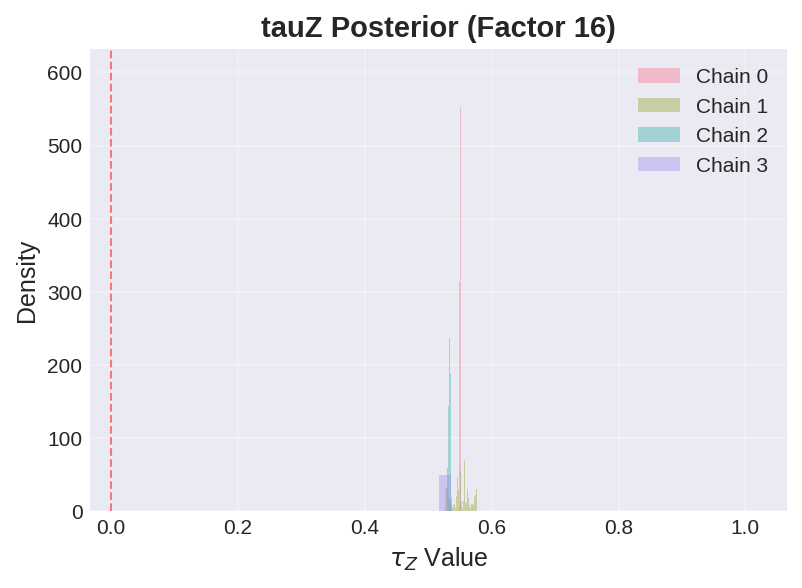 tauZ Posterior (Factor 16)
Chain 0
Chain 1
Chain 2
Chain 3
600
500
400
300
200
100
0
Density
0.0 0.2 0.4 0.6 0.8 1.0
τ_Z Value